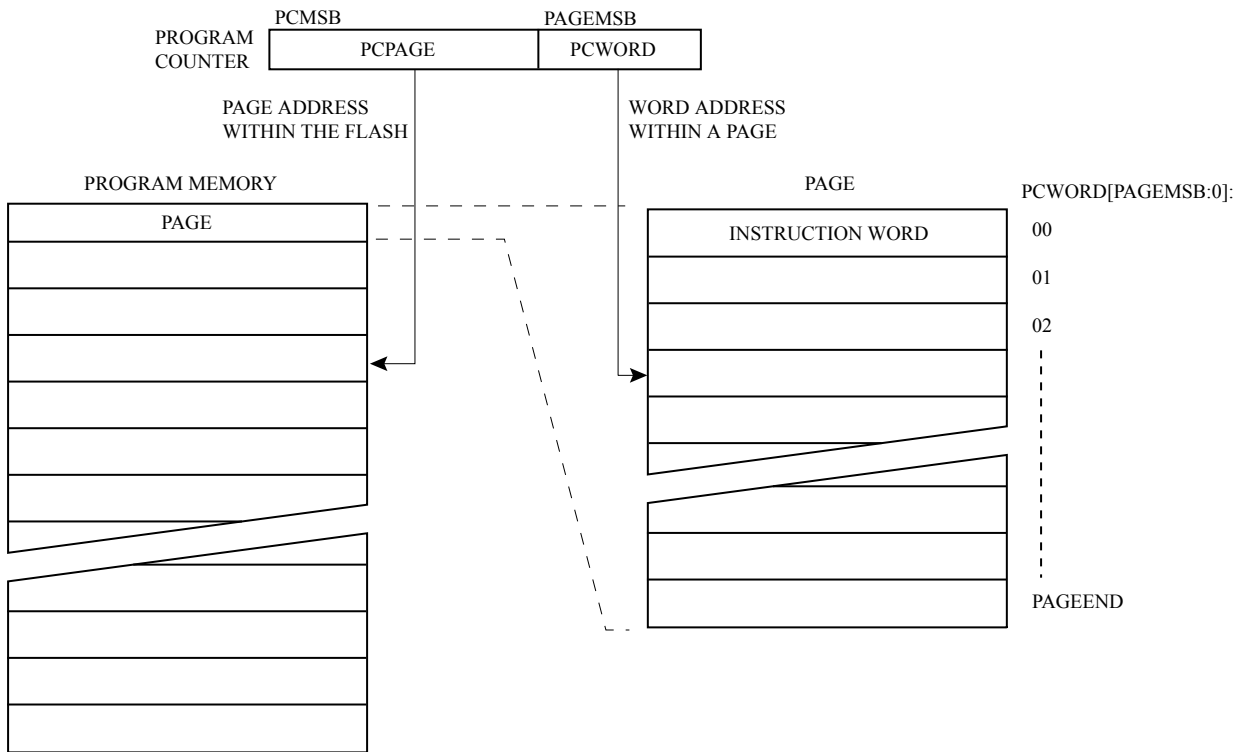 PCMSB
PAGEMSB
PROGRAM
COUNTER
PCPAGE
PCWORD
PAGE ADDRESS
WITHIN THE FLASH
WORD ADDRESS
WITHIN A PAGE
PROGRAM MEMORY
PAGE
PAGE
PCWORD[PAGEMSB:0]:
INSTRUCTION WORD
00
01
02
PAGEEND